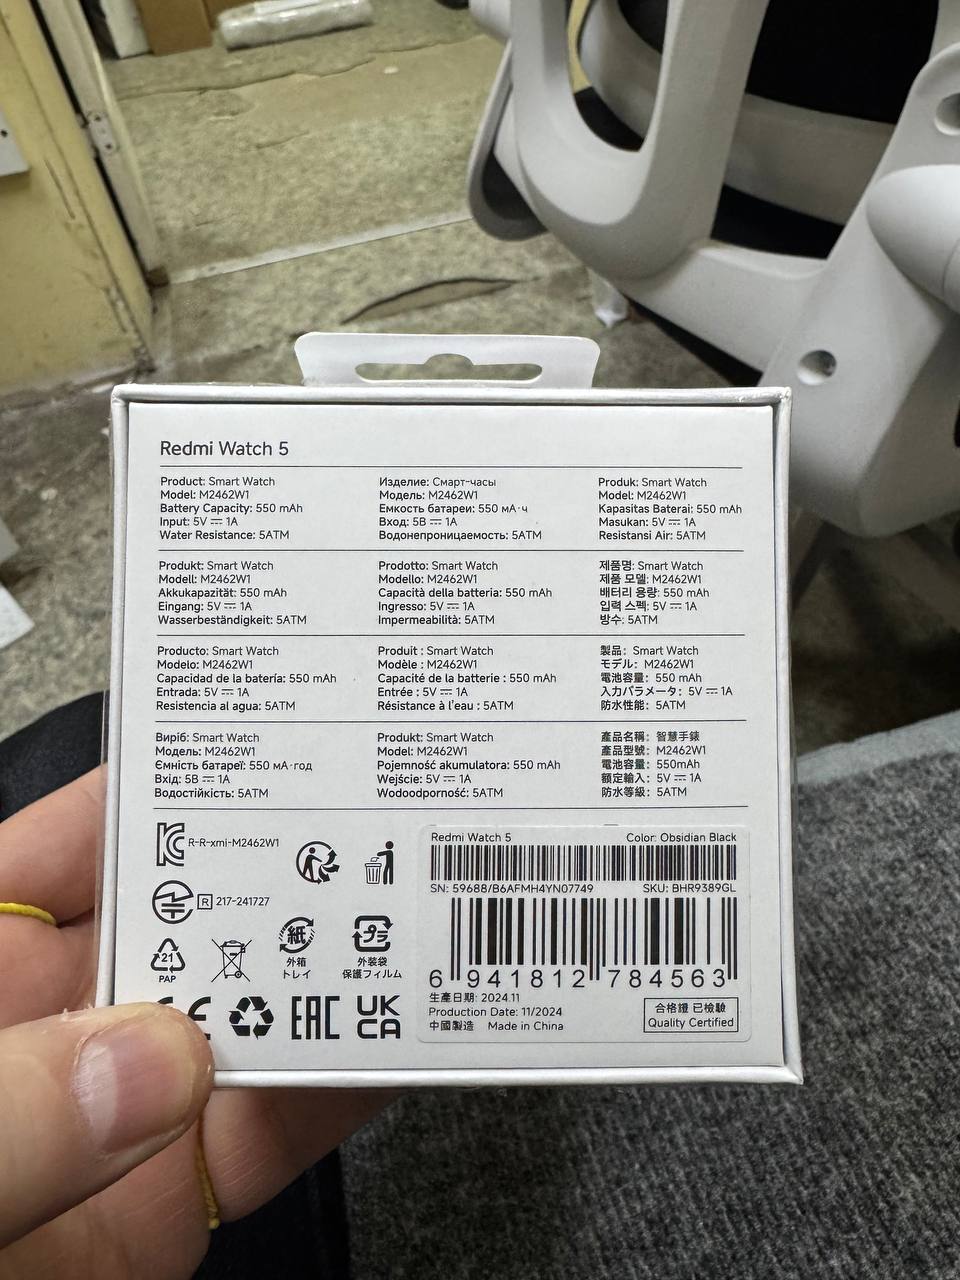 Redmi Watch 5
Product: Smart Watch
Model: M2462W1
Battery Capacity: 550 mAh
Input: 5V ⎓ 1A
Water Resistance: 5ATM
Изделие: Смарт-часы
Модель: M2462W1
Емкость батареи: 550 мА·ч
Вход: 5В ⎓ 1A
Водонепроницаемость: 5ATM
Produk: Smart Watch
Model: M2462W1
Kapasitas Baterai: 550 mAh
Masukan: 5V ⎓ 1A
Resistansi Air: 5ATM
Produkt: Smart Watch
Modell: M2462W1
Akkukapazität: 550 mAh
Eingang: 5V ⎓ 1A
Wasserbeständigkeit: 5ATM
Prodotto: Smart Watch
Modello: M2462W1
Capacità della batteria: 550 mAh
Ingresso: 5V ⎓ 1A
Impermeabilità: 5ATM
제품명: Smart Watch
제품 모델: M2462W1
배터리 용량: 550 mAh
입력 스펙: 5V ⎓ 1A
방수: 5ATM
Producto: Smart Watch
Modelo: M2462W1
Capacidad de la batería: 550 mAh
Entrada: 5V ⎓ 1A
Resistencia al agua: 5ATM
Produit : Smart Watch
Modèle : M2462W1
Capacité de la batterie : 550 mAh
Entrée : 5V ⎓ 1A
Résistance à l'eau : 5ATM
製品: Smart Watch
モデル: M2462W1
電池容量: 550 mAh
入力パラメータ: 5V ⎓ 1A
防水性能: 5ATM
Виріб: Smart Watch
Модель: M2462W1
Ємність батареї: 550 мА·год
Вхід: 5В ⎓ 1A
Водостійкість: 5ATM
Produkt: Smart Watch
Model: M2462W1
Pojemność akumulatora: 550 mAh
Wejście: 5V ⎓ 1A
Wodoodporność: 5ATM
產品名稱: 智慧手錶
產品型號: M2462W1
電池容量: 550mAh
額定輸入: 5V ⎓ 1A
防水等級: 5ATM
R-R-xmi-M2462W1
R 217-241727
21
PAP
紙
外箱
トレイ
プラ
外装袋
保護フィルム
CE
EAC
UK
CA
Redmi Watch 5 Color: Obsidian Black
SN: 59688/B6AFMH4YN07749 SKU: BHR9389GL
6 941812 784563
生產日期: 2024.11
Production Date: 11/2024
中國製造 Made in China
合格證 已檢驗
Quality Certified